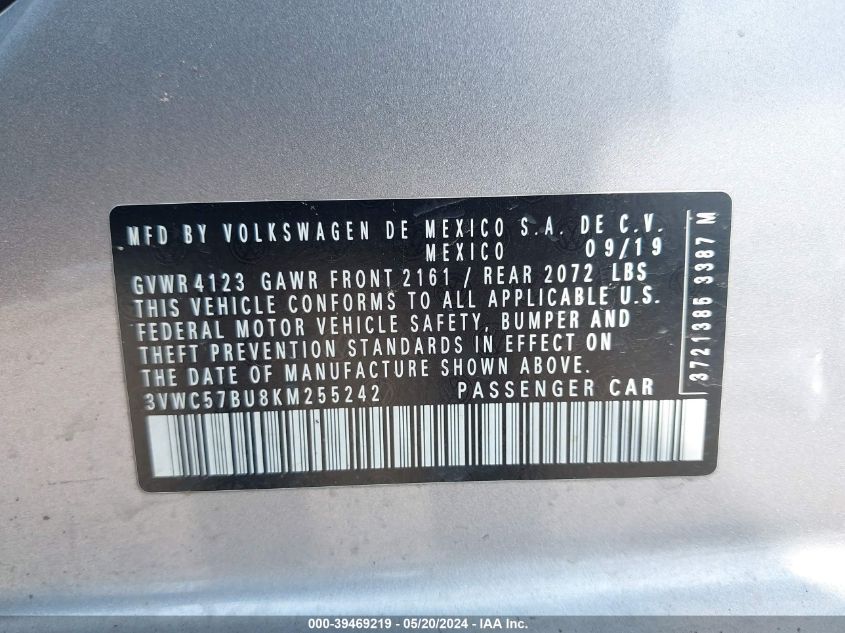 MFD BY VOLKSWAGEN DE MEXICO S.A. DE C.V.
MEXICO 09/19
GVWR 4123 GAWR FRONT 2161 / REAR 2072 LBS
THIS VEHICLE CONFORMS TO ALL APPLICABLE U.S.
FEDERAL MOTOR VEHICLE SAFETY, BUMPER AND
THEFT PREVENTION STANDARDS IN EFFECT ON
THE DATE OF MANUFACTURE SHOWN ABOVE.
3VWC57BU8KM255242 PASSENGER CAR
3721385 3387 M
000-39469219 - 05/20/2024 - IAA Inc.